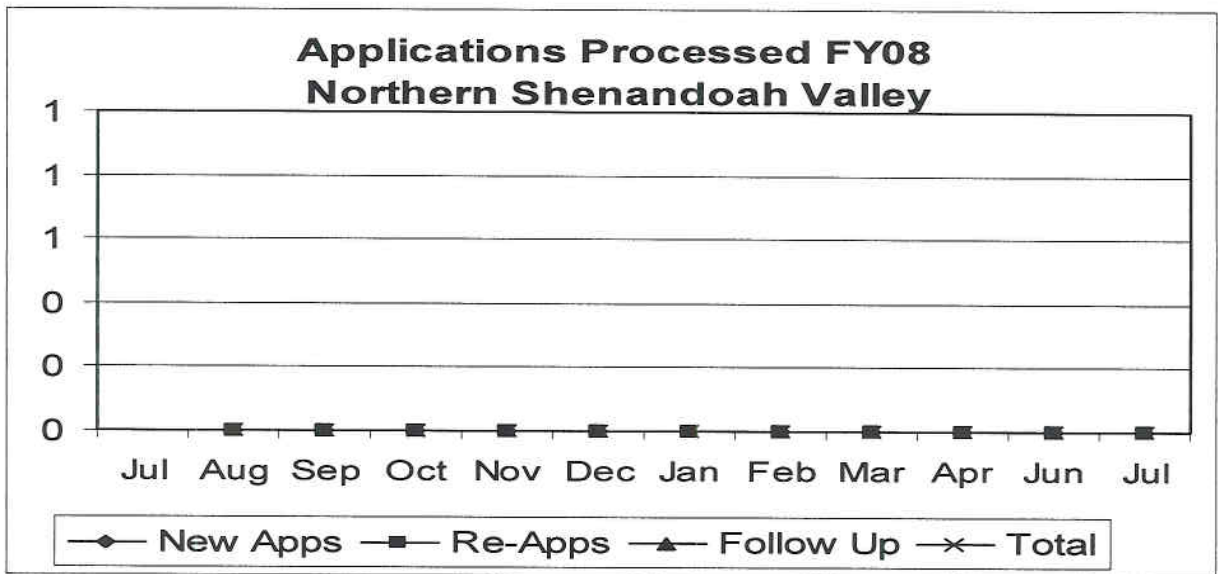 Applications Processed FY08
Northern Shenandoah Valley
1
1
1
0
0
0
Jul Aug Sep Oct Nov Dec Jan Feb Mar Apr Jun Jul
New Apps Re-Apps Follow Up Total